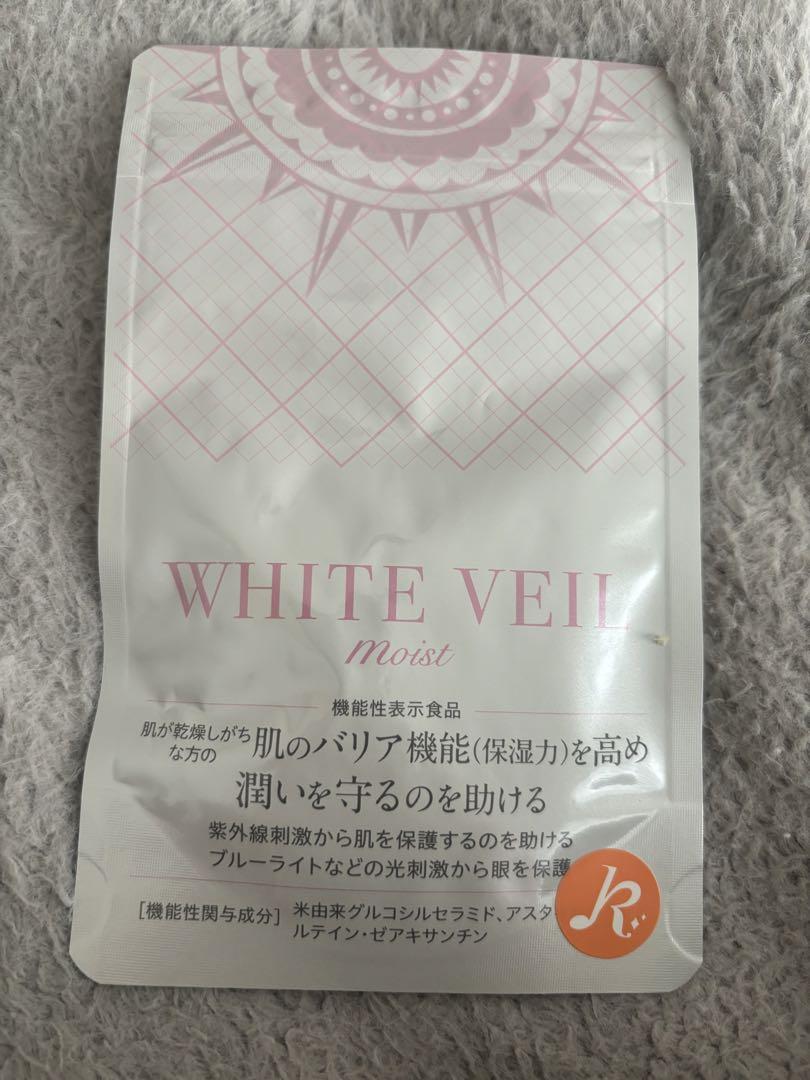 WHITE VEIL
moist
機能性表示食品
肌が乾燥しがち
な方の
肌のバリア機能(保湿力)を高め
潤いを守るのを助ける
紫外線刺激から肌を保護するのを助ける
ブルーライトなどの光刺激から眼を保護
[機能性関与成分] 米由来グルコシルセラミド、アスタ
ルテイン・ゼアキサンチン